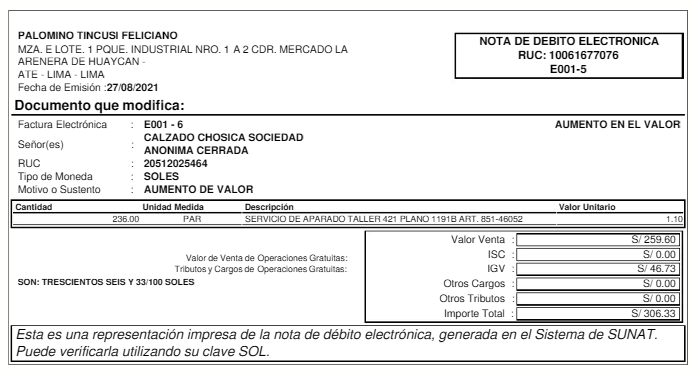 PALOMINO TINCUSI FELICIANO
MZA. E LOTE. 1 PQUE. INDUSTRIAL NRO. 1 A 2 CDR. MERCADO LA
ARENERA DE HUAYCAN -
ATE - LIMA - LIMA
Fecha de Emisión :27/08/2021
NOTA DE DEBITO ELECTRONICA
RUC: 10061677076
E001-5
Documento que modifica:
Factura Electrónica : E001 - 6 AUMENTO EN EL VALOR
Señor(es) : CALZADO CHOSICA SOCIEDAD
ANONIMA CERRADA
RUC : 20512025464
Tipo de Moneda : SOLES
Motivo o Sustento : AUMENTO DE VALOR
Cantidad Unidad Medida Descripción Valor Unitario
236.00 PAR SERVICIO DE APARADO TALLER 421 PLANO 1191B ART. 851-46052 1.10
Valor de Venta de Operaciones Gratuitas:
Tributos y Cargos de Operaciones Gratuitas:
SON: TRESCIENTOS SEIS Y 33/100 SOLES
Valor Venta : S/ 259.60
ISC : S/ 0.00
IGV : S/ 46.73
Otros Cargos : S/ 0.00
Otros Tributos : S/ 0.00
Importe Total : S/ 306.33
Esta es una representación impresa de la nota de débito electrónica, generada en el Sistema de SUNAT.
Puede verificarla utilizando su clave SOL.